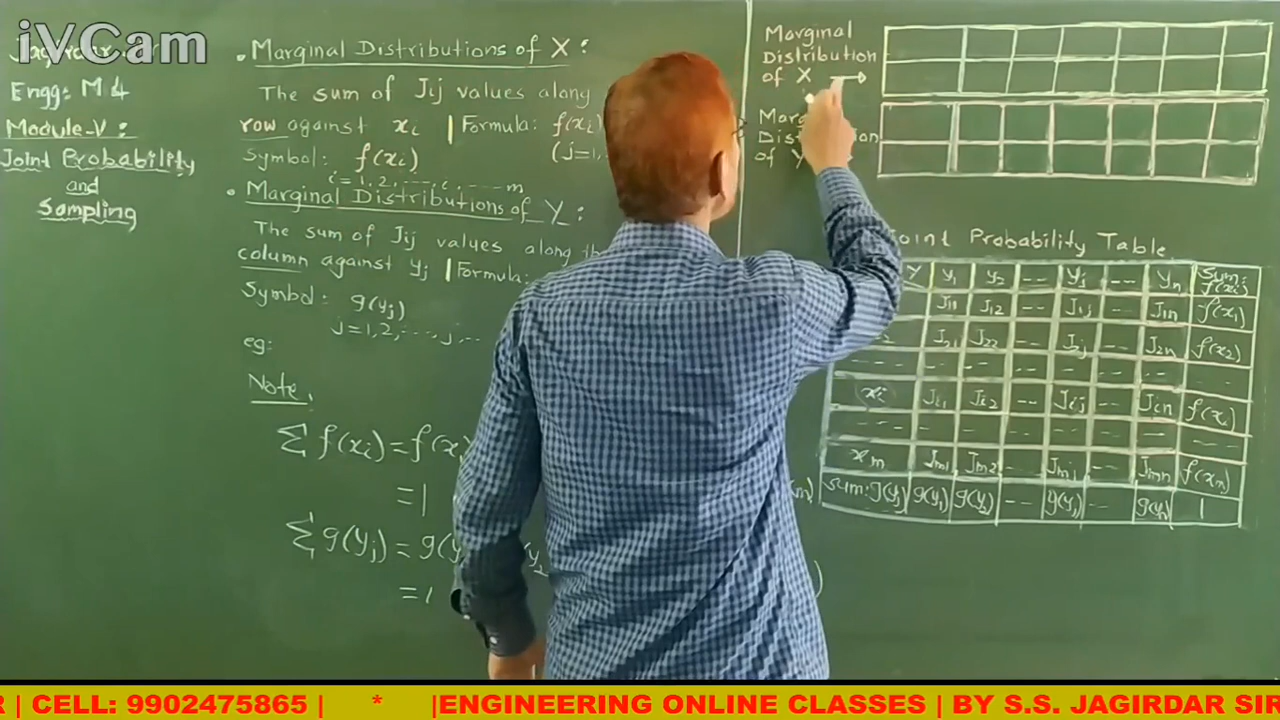 iVCam
Jagirdar
Engg: M4
Module-V:
Joint Probability
and
Sampling
• Marginal Distributions of X:
The sum of Jij values along
row against xi | Formula: f(xi)
Symbol: f(xi) (j=1,
i=1,2,...,i,....m
• Marginal Distributions of Y:
The sum of Jij values along the
column against yj | Formula:
Symbol: g(yj)
j=1,2,...,j,..
eg:
Note:
Σ f(xi) = f(x
=1
Σ g(yj) = g(y
=1
Marginal
Distribution
of X →
of Y
Joint Probability Table
Y y1 y2 -- yj -- yn Sum: f(xi)
J11 J12 -- J1j -- J1n f(x1)
J21 J22 -- J2j -- J2n f(x2)
-- -- -- -- -- -- --
xi Ji1 Ji2 -- Jij -- Jin f(xi)
-- -- -- -- -- -- --
xm Jm1 Jm2 -- Jmj -- Jmn f(xm)
Sum: g(yj) g(y1) g(y2) -- g(yj) -- g(yn) 1
| CELL: 9902475865 | * |ENGINEERING ONLINE CLASSES | BY S.S. JAGIRDAR SIR